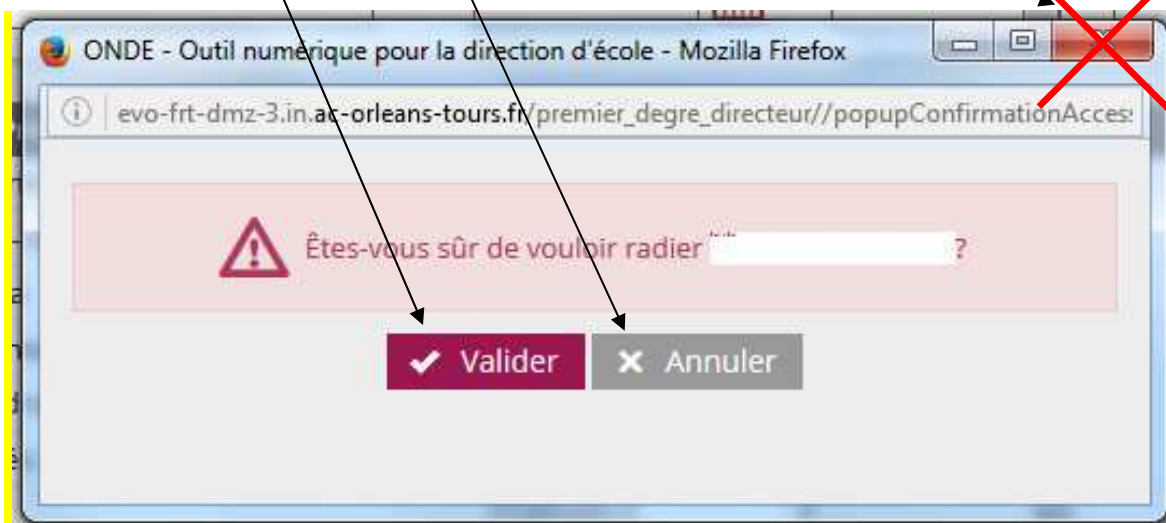 ONDE - Outil numérique pour la direction d'école - Mozilla Firefox
evo-frt-dmz-3.in.ac-orleans-tours.fr/premier_degre_directeur//popupConfirmationAcces
Êtes-vous sûr de vouloir radier ?
Valider Annuler